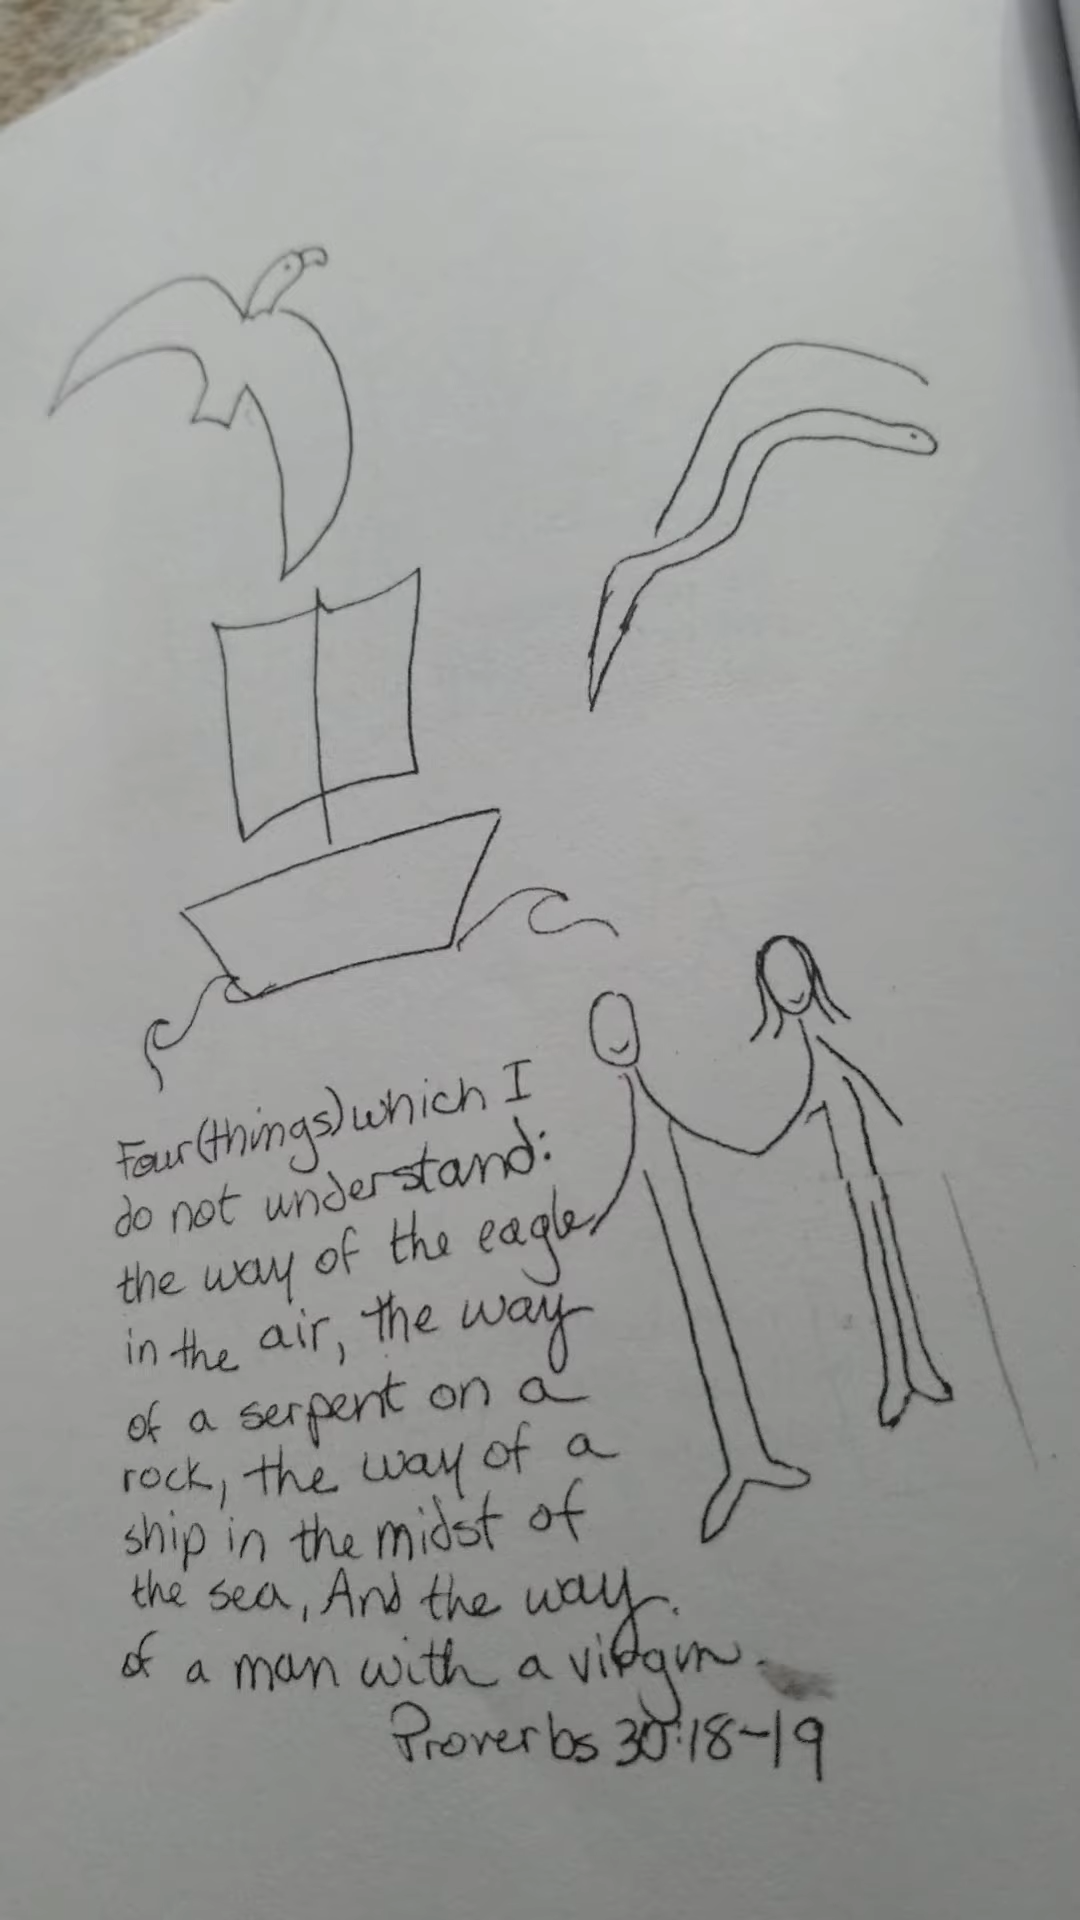 Four(things)which I
do not understand:
the way of the eagle
in the air, the way
of a serpent on a
rock, the way of a
ship in the midst of
the sea, And the way.
of a man with a virgin.
Proverbs 30:18-19